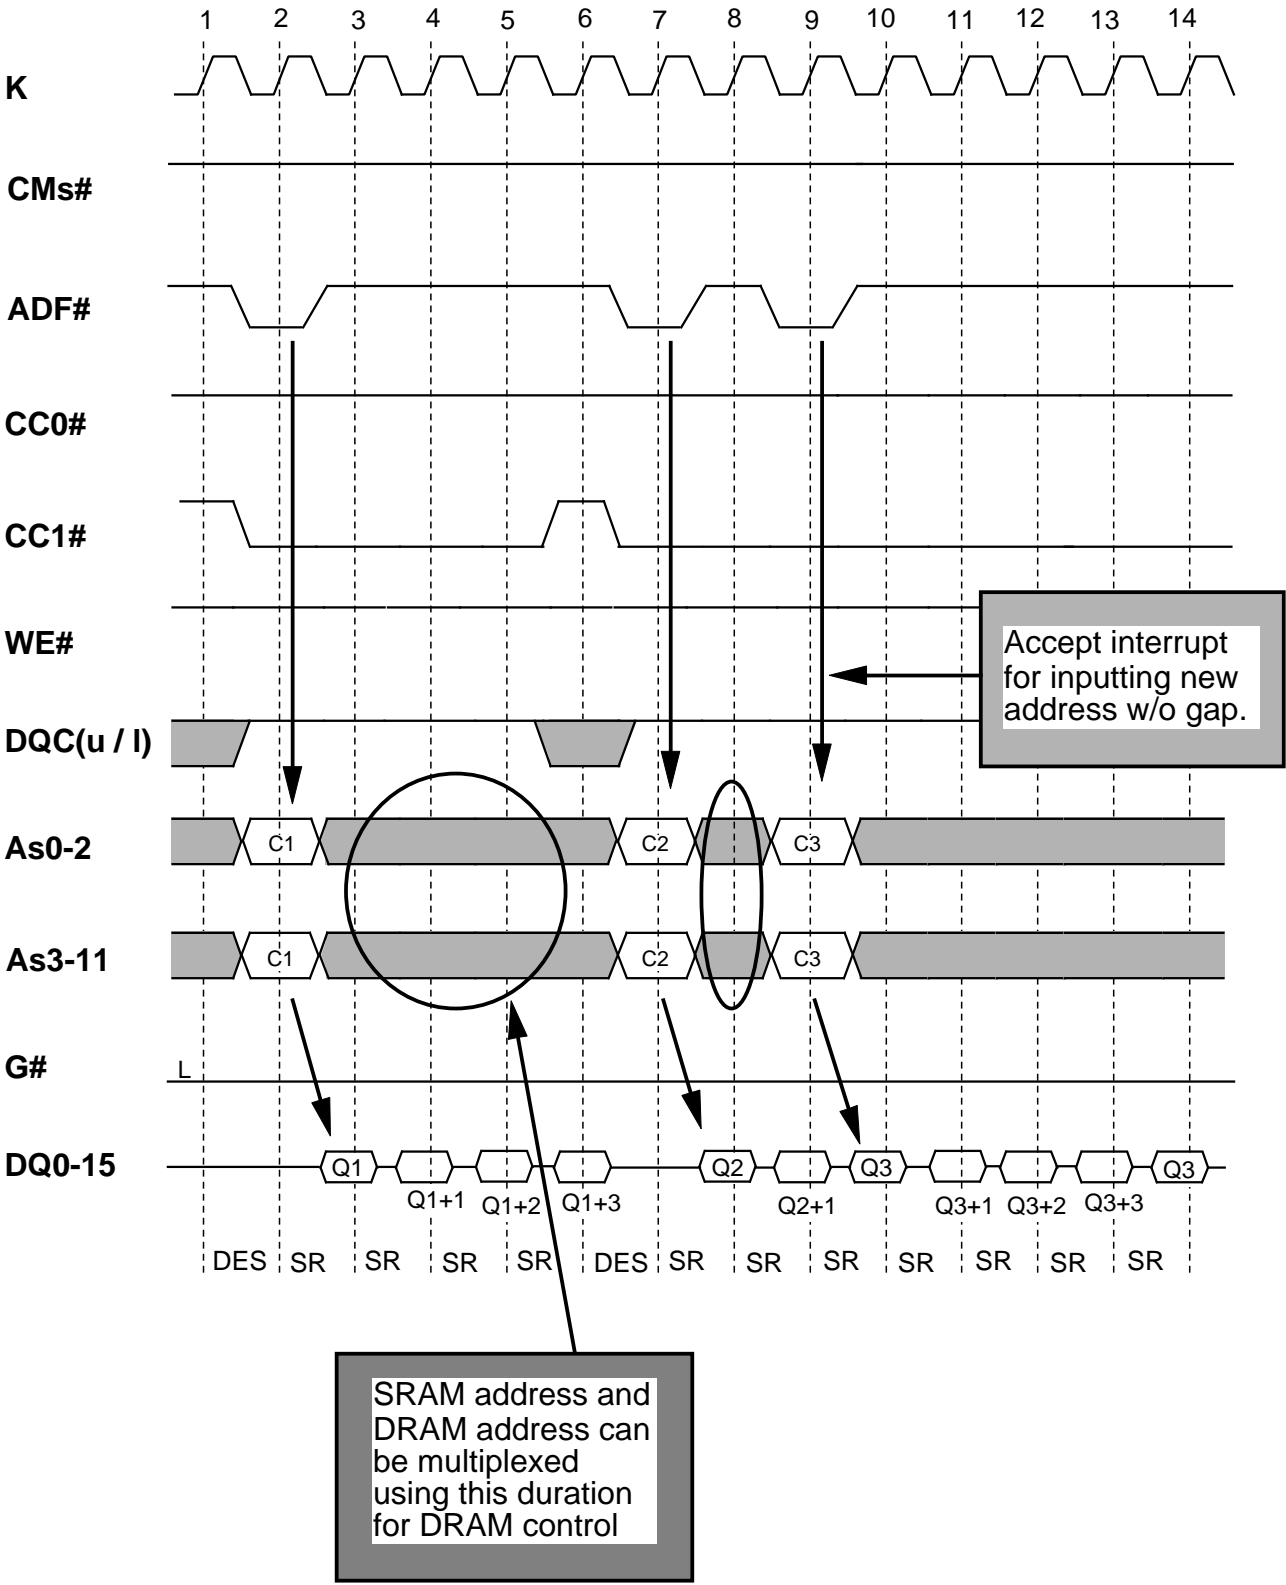 1 2 3 4 5 6 7 8 9 10 11 12 13 14
K
CMs#
ADF#
CC0#
CC1#
WE#
Accept interrupt
for inputting new
address w/o gap.
DQC(u / l)
As0-2 C1 C2 C3
As3-11 C1 C2 C3
G# L
DQ0-15 Q1 Q2 Q3 Q3
Q1+1 Q1+2 Q1+3 Q2+1 Q3+1 Q3+2 Q3+3
DES SR SR SR SR DES SR SR SR SR SR SR SR
SRAM address and
DRAM address can
be multiplexed
using this duration
for DRAM control